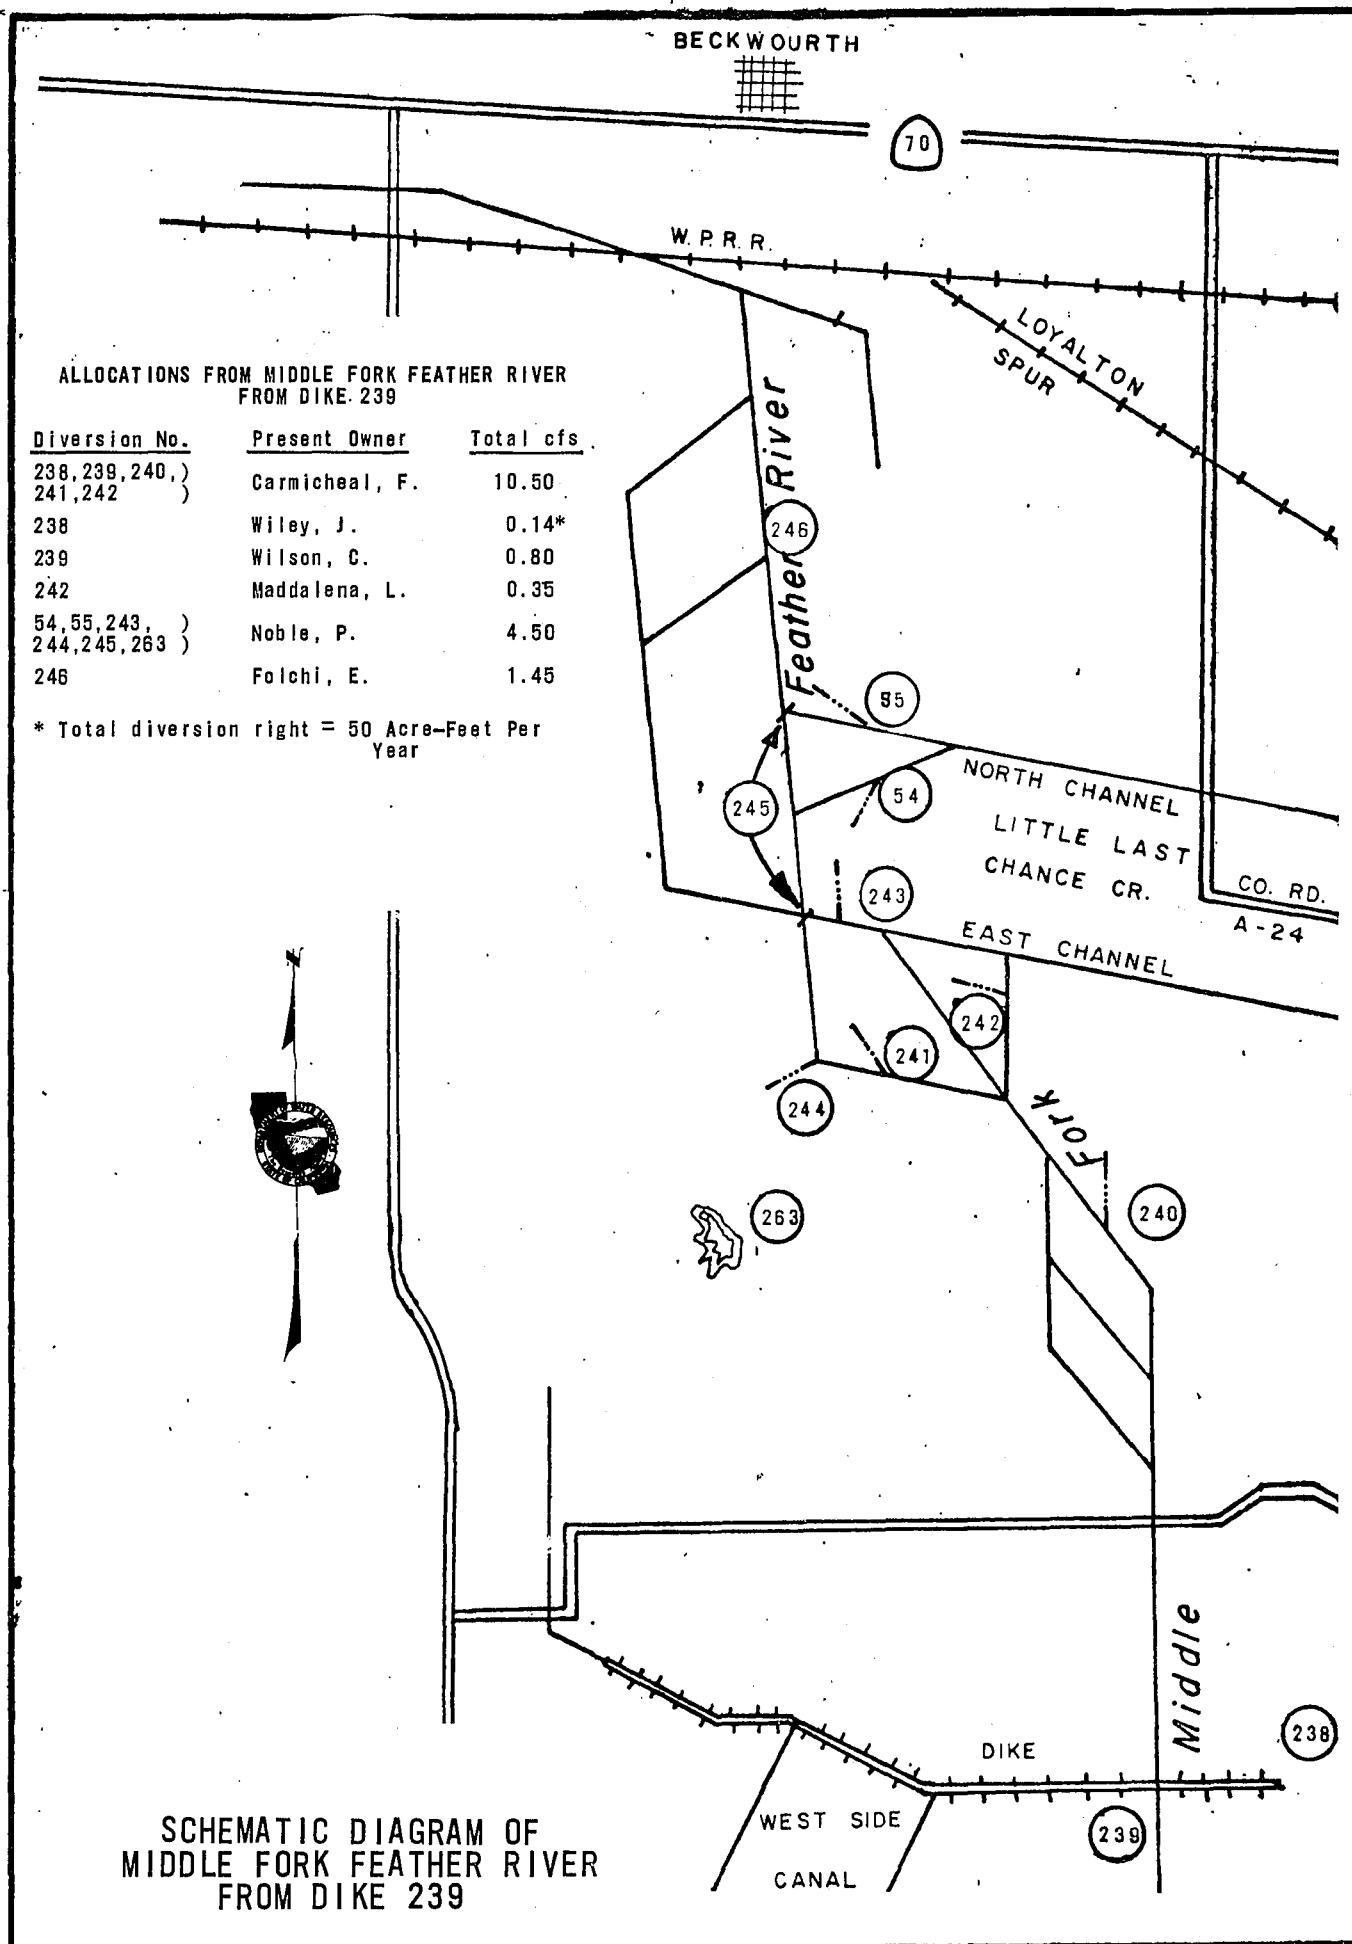 BECKWOURTH
70
W.P.R.R.
LOYALTON
SPUR
ALLOCATIONS FROM MIDDLE FORK FEATHER RIVER
FROM DIKE 239
Diversion No. Present Owner Total cfs
238,239,240,)
241,242 ) Carmicheal, F. 10.50
238 Wiley, J. 0.14*
239 Wilson, C. 0.80
242 Maddalena, L. 0.35
54,55,243, )
244,245,263 ) Noble, P. 4.50
246 Folchi, E. 1.45
* Total diversion right = 50 Acre-Feet Per
Year
Feather River
246
55
54
245
NORTH CHANNEL
LITTLE LAST
CHANCE CR.
243
CO. RD.
A-24
EAST CHANNEL
N
242
241
244
Fork
263
240
Middle
238
DIKE
239
WEST SIDE
CANAL
SCHEMATIC DIAGRAM OF
MIDDLE FORK FEATHER RIVER
FROM DIKE 239